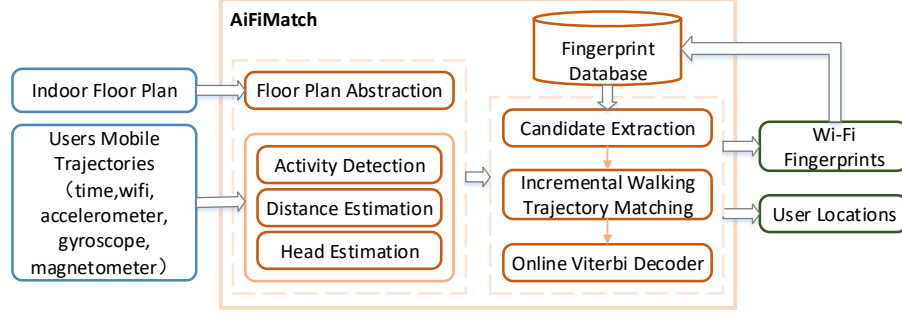 AiFiMatch
Indoor Floor Plan
Users Mobile
Trajectories
（time,wifi,
accelerometer,
gyroscope,
magnetometer）
Floor Plan Abstraction
Activity Detection
Distance Estimation
Head Estimation
Fingerprint
Database
Candidate Extraction
Incremental Walking
Trajectory Matching
Online Viterbi Decoder
Wi-Fi
Fingerprints
User Locations